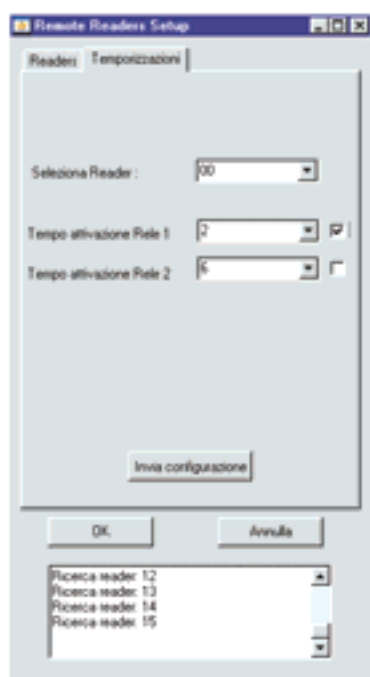 Remote Readers Setup
Readers Temporizzazioni
Seleziona Reader : 00
Tempo attivazione Rele 1 2
Tempo attivazione Rele 2 6
Invia configurazione
OK Annulla
Ricerca reader: 12
Ricerca reader: 13
Ricerca reader: 14
Ricerca reader: 15